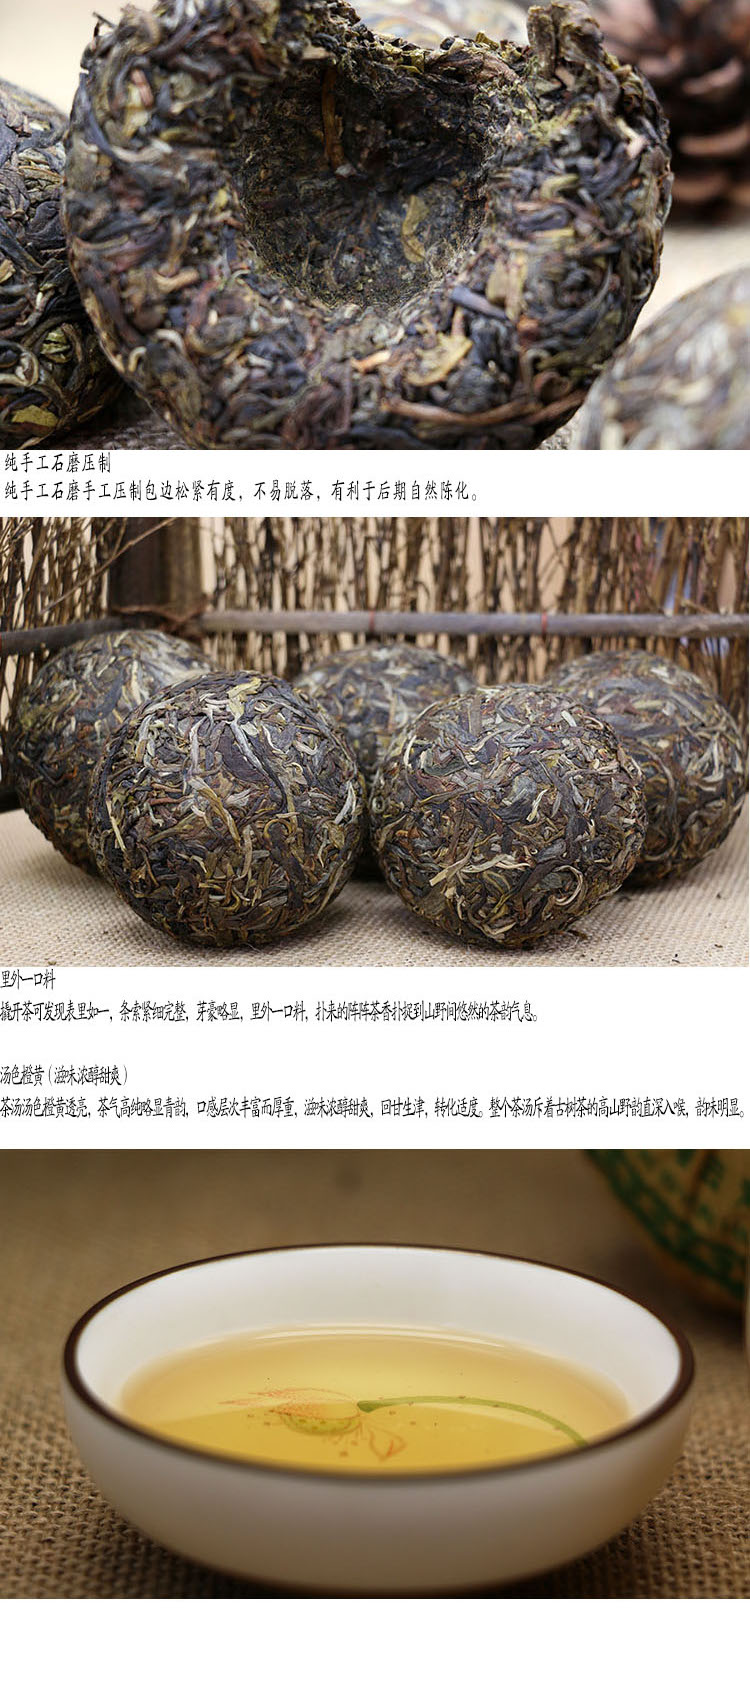 纯手工石磨压制
纯手工石磨手工压制包边松紧有度，不易脱落，有利于后期自然陈化。
里外一口料
撬开茶可发现表里如一，条索紧细完整，芽豪略显，里外一口料，扑来的阵阵茶香扑捉到山野间悠然的茶韵气息。
汤色橙黄（滋味浓醇甜爽）
茶汤汤色橙黄透亮，茶气高纯略显青韵，口感层次丰富而厚重，滋味浓醇甜爽，回甘生津，转化适度。整个茶汤斥着古树茶的高山野韵直深入喉，韵味明显。